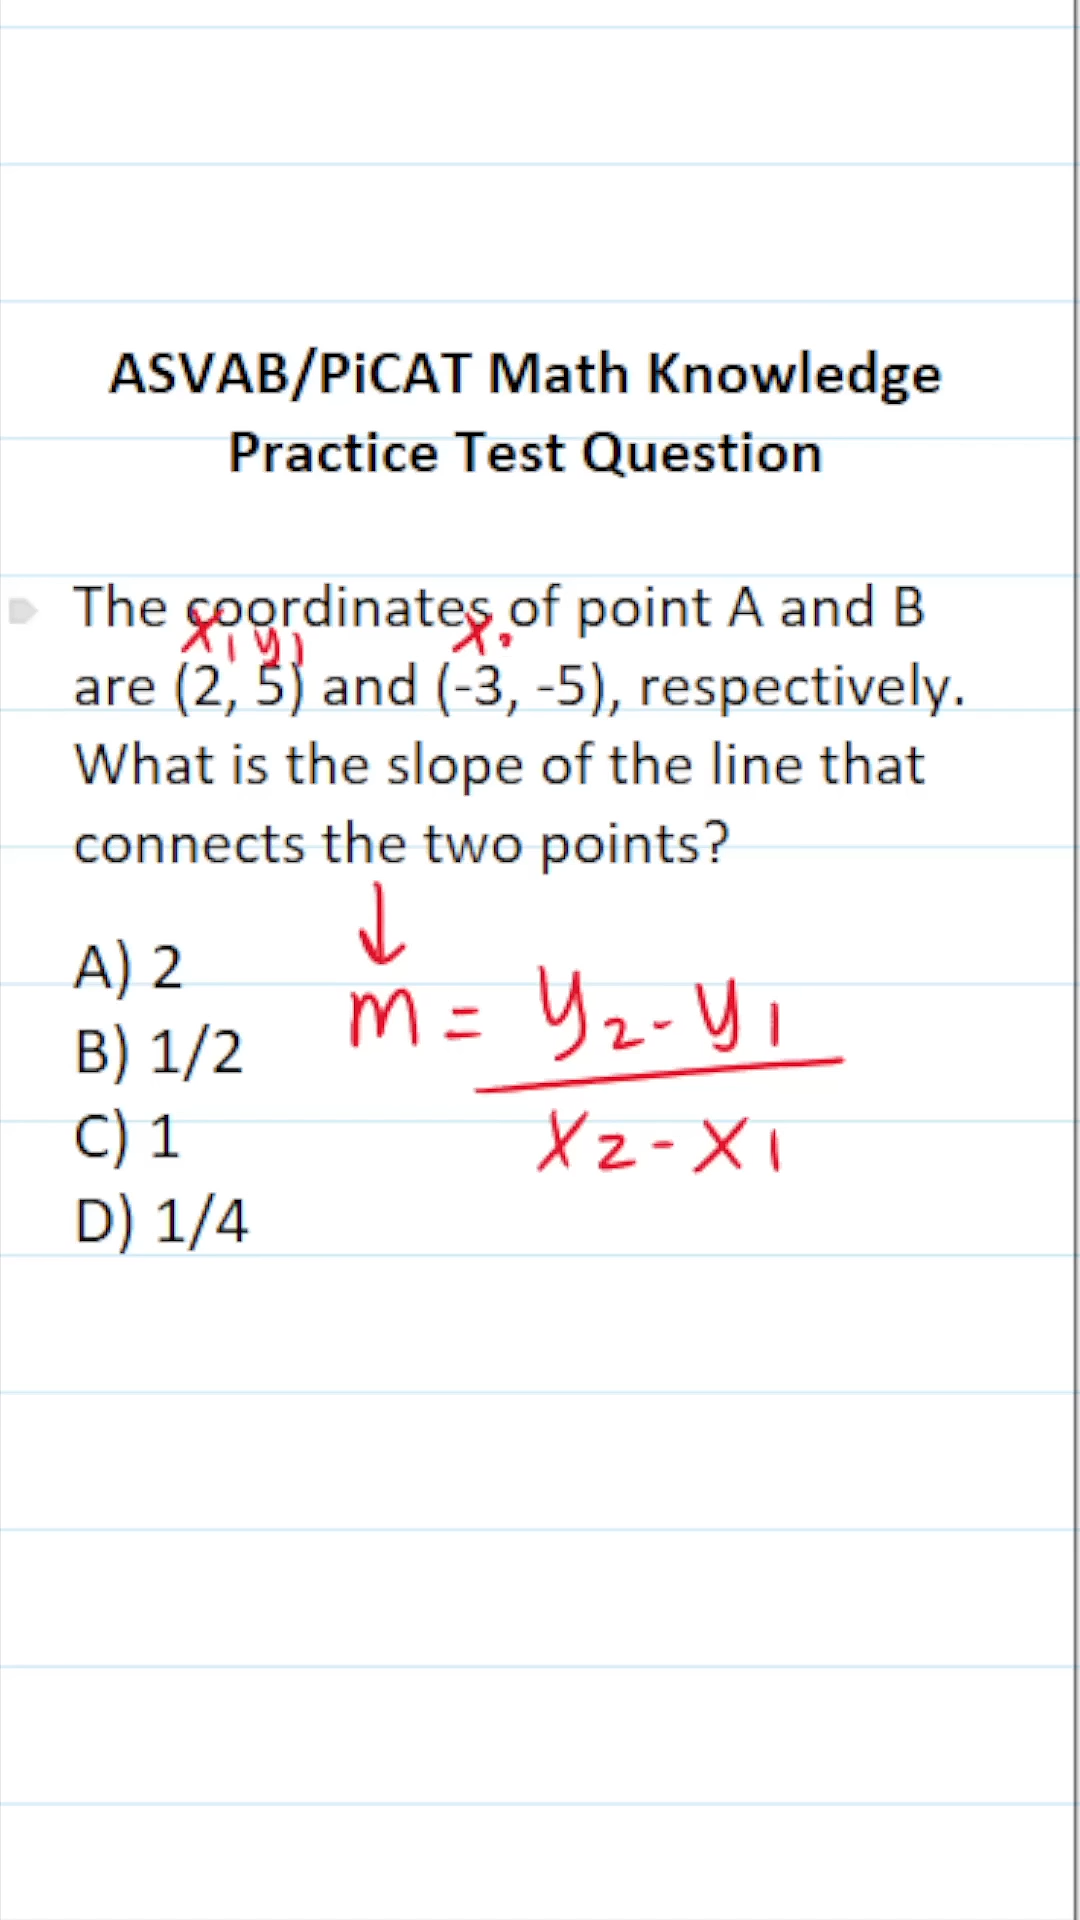 ASVAB/PiCAT Math Knowledge
Practice Test Question
The coordinates of point A and B
x₁ y₁ x
are (2, 5) and (-3, -5), respectively.
What is the slope of the line that
connects the two points?
A) 2
B) 1/2
C) 1
D) 1/4
↓
m = y₂ - y₁
x₂ - x₁